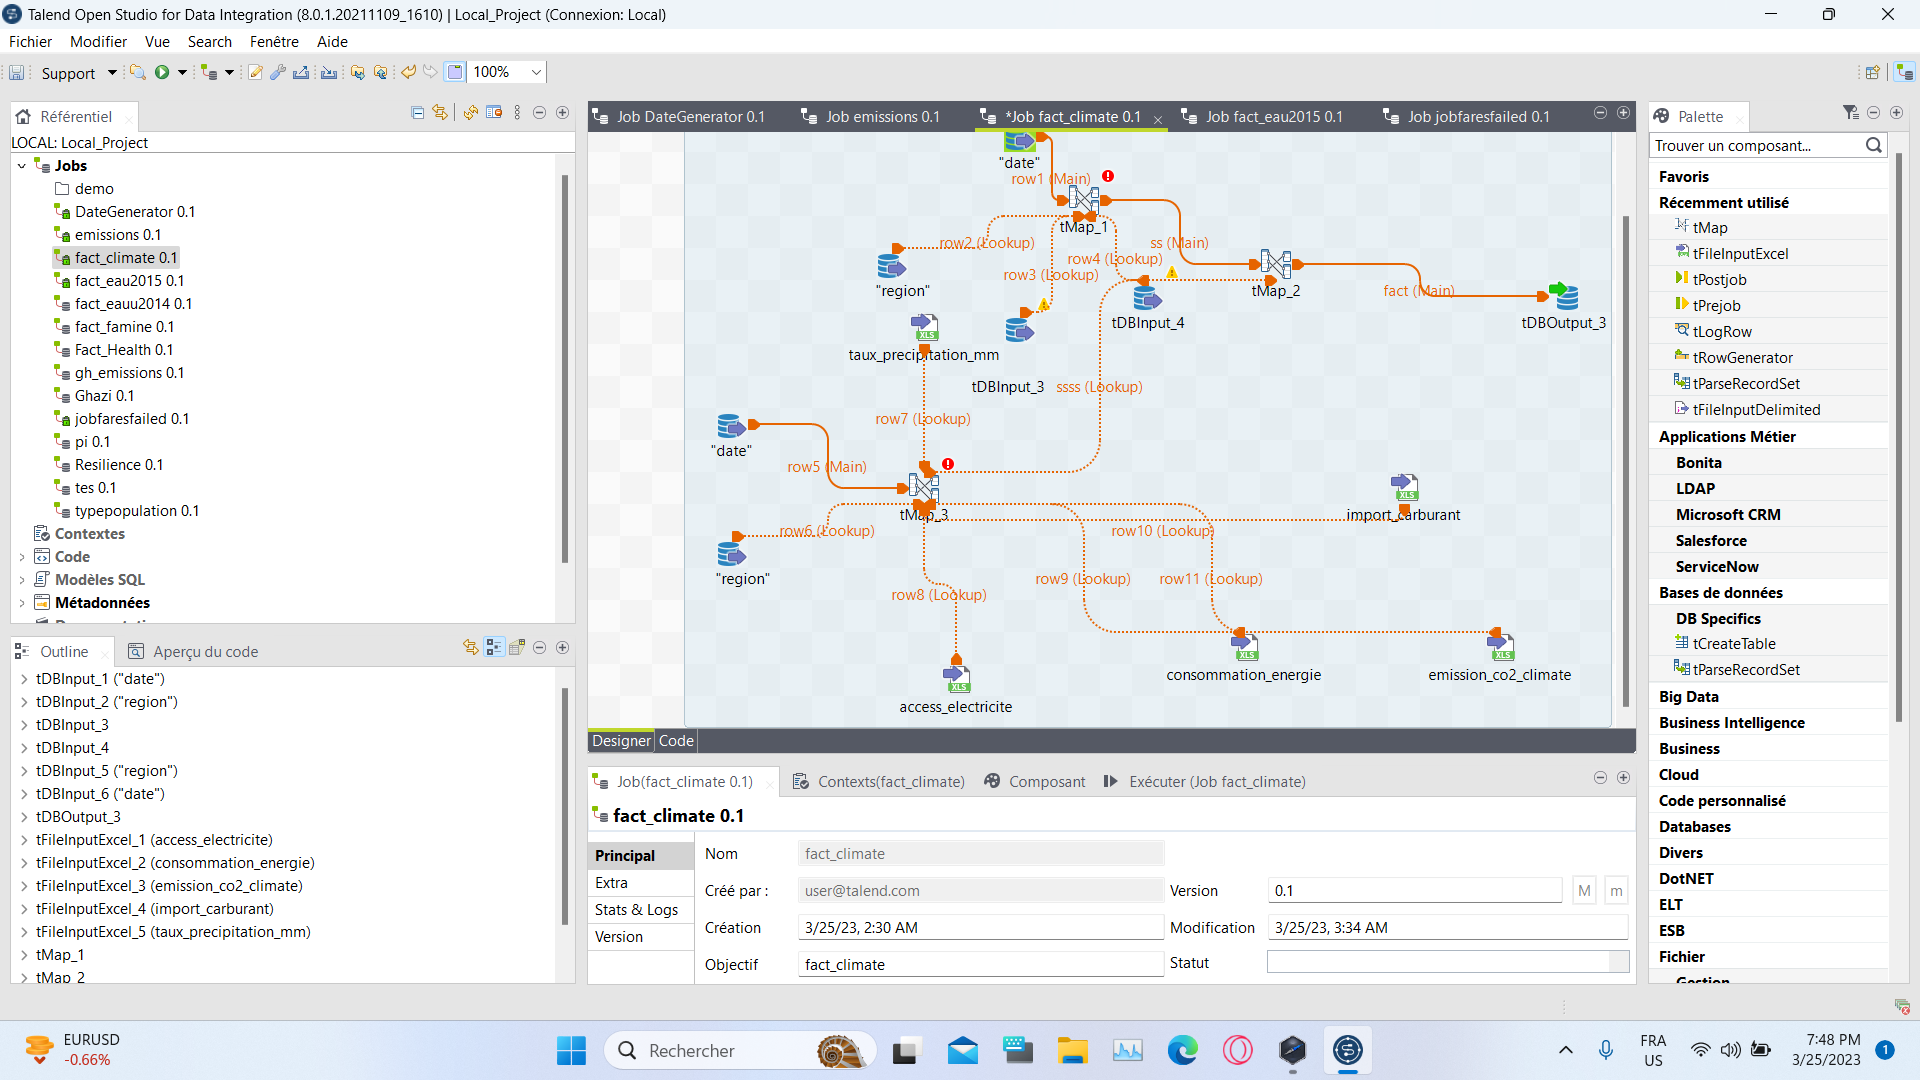 Talend Open Studio for Data Integration (8.0.1.20211109_1610) | Local_Project (Connexion: Local)
Fichier Modifier Vue Search Fenêtre Aide
Support 100%
Référentiel
LOCAL: Local_Project
Jobs
demo
DateGenerator 0.1
emissions 0.1
fact_climate 0.1
fact_eau2015 0.1
fact_eauu2014 0.1
fact_famine 0.1
Fact_Health 0.1
gh_emissions 0.1
Ghazi 0.1
jobfaresfailed 0.1
pi 0.1
Resilience 0.1
tes 0.1
typepopulation 0.1
Contextes
Code
Modèles SQL
Métadonnées
Outline Aperçu du code
tDBInput_1 ("date")
tDBInput_2 ("region")
tDBInput_3
tDBInput_4
tDBInput_5 ("region")
tDBInput_6 ("date")
tDBOutput_3
tFileInputExcel_1 (access_electricite)
tFileInputExcel_2 (consommation_energie)
tFileInputExcel_3 (emission_co2_climate)
tFileInputExcel_4 (import_carburant)
tFileInputExcel_5 (taux_precipitation_mm)
tMap_1
tMap_2
Job DateGenerator 0.1 Job emissions 0.1 *Job fact_climate 0.1 Job fact_eau2015 0.1 Job jobfaresfailed 0.1
"date"
row1 (Main)
tMap_1
row2 (Lookup) ss (Main)
row4 (Lookup)
row3 (Lookup)
"region" tMap_2 fact (Main)
tDBInput_4 tDBOutput_3
XLS
taux_precipitation_mm
tDBInput_3 ssss (Lookup)
row7 (Lookup)
"date"
row5 (Main)
XLS
tMap_3 import_carburant
row6 (Lookup) row10 (Lookup)
"region" row9 (Lookup) row11 (Lookup)
row8 (Lookup)
XLS XLS
consommation_energie emission_co2_climate
XLS
access_electricite
Designer Code
Job(fact_climate 0.1) Contexts(fact_climate) Composant Exécuter (Job fact_climate)
fact_climate 0.1
Principal
Extra
Stats & Logs
Version
Nom fact_climate
Créé par : user@talend.com Version 0.1 M m
Création 3/25/23, 2:30 AM Modification 3/25/23, 3:34 AM
Objectif fact_climate Statut
Palette
Trouver un composant...
Favoris
Récemment utilisé
tMap
tFileInputExcel
tPostjob
tPrejob
tLogRow
tRowGenerator
tParseRecordSet
tFileInputDelimited
Applications Métier
Bonita
LDAP
Microsoft CRM
Salesforce
ServiceNow
Bases de données
DB Specifics
tCreateTable
tParseRecordSet
Big Data
Business Intelligence
Business
Cloud
Code personnalisé
Databases
Divers
DotNET
ELT
ESB
Fichier
Gestion
EURUSD
-0.66%
Rechercher
FRA
US
7:48 PM
3/25/2023
1